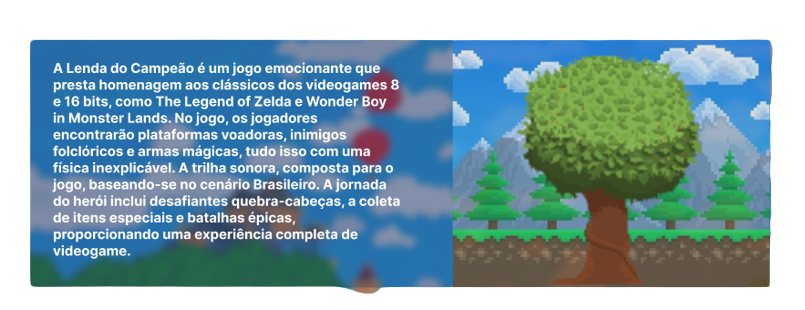 A Lenda do Campeão é um jogo emocionante que
presta homenagem aos clássicos dos videogames 8
e 16 bits, como The Legend of Zelda e Wonder Boy
in Monster Lands. No jogo, os jogadores
encontrarão plataformas voadoras, inimigos
folclóricos e armas mágicas, tudo isso com uma
física inexplicável. A trilha sonora, composta para o
jogo, baseando-se no cenário Brasileiro. A jornada
do herói inclui desafiantes quebra-cabeças, a coleta
de itens especiais e batalhas épicas,
proporcionando uma experiência completa de
videogame.